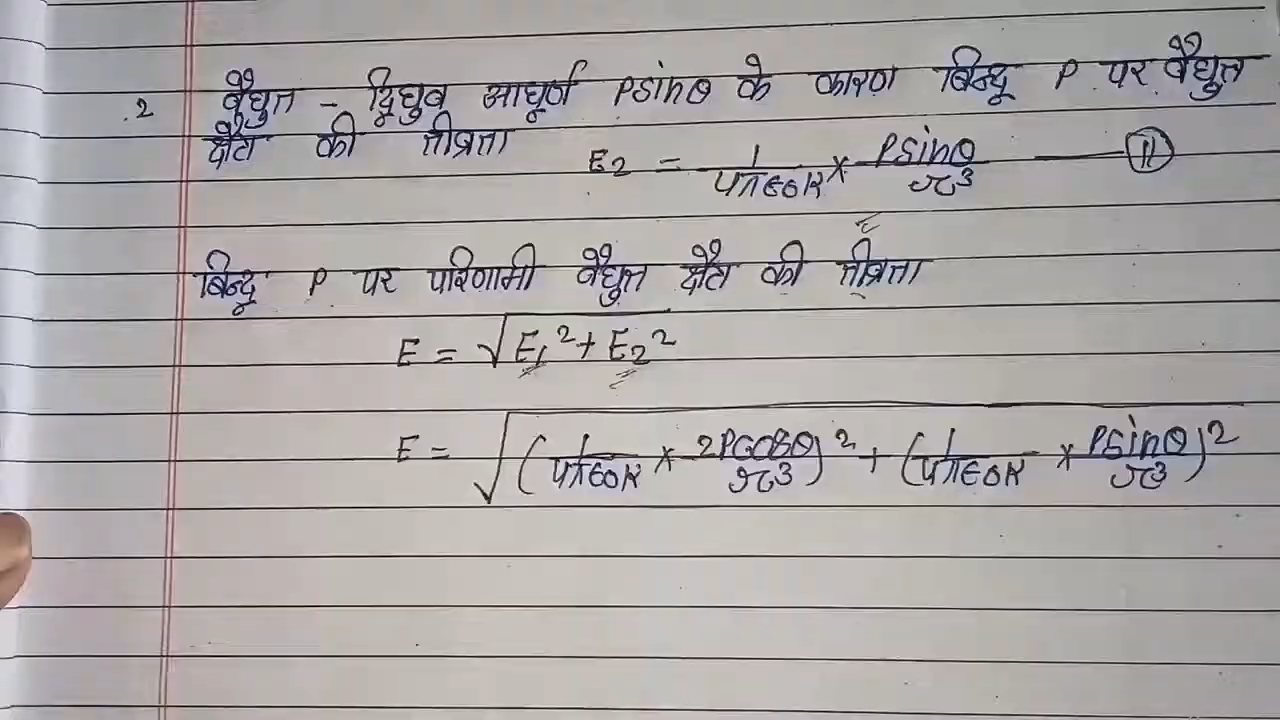 2 वैद्युत - द्विध्रुव आघूर्ण Psinθ के कारण बिन्दू P पर वैद्युत
क्षेत्र की तीव्रता
E2 = 1/4πϵ0K × Psinθ/r3 — (II)
बिन्दू P पर परिणामी वैद्युत क्षेत्र की तीव्रता
E = √E1² + E2²
E = √(1/4πϵ0K × 2PCOSθ/r3)² + (1/4πϵ0K × Psinθ/r3)²